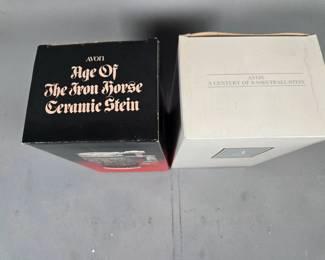 AVON
Age Of
The Iron Horse
Ceramic Stein
AVON
A CENTURY OF BASKETBALL STEIN